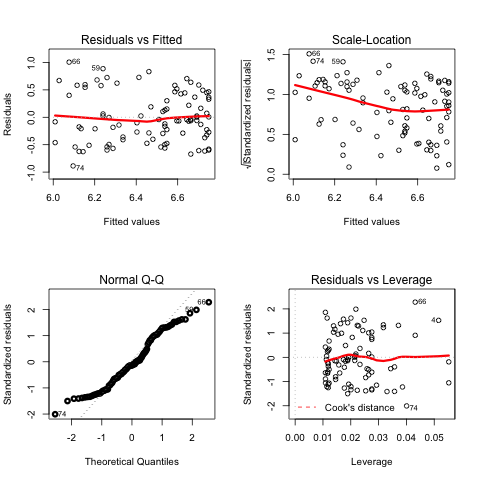 Residuals vs Fitted
Residuals
-1.0 -0.5 0.0 0.5 1.0
66
59
74
6.0 6.2 6.4 6.6
Fitted values
Scale-Location
√|Standardized residuals|
0.0 0.5 1.0 1.5
66
74
59
6.0 6.2 6.4 6.6
Fitted values
Normal Q-Q
Standardized residuals
-2 -1 0 1 2
66
59
74
-2 -1 0 1 2
Theoretical Quantiles
Residuals vs Leverage
Standardized residuals
-2 -1 0 1 2
66
4
74
Cook's distance
0.00 0.01 0.02 0.03 0.04 0.05
Leverage